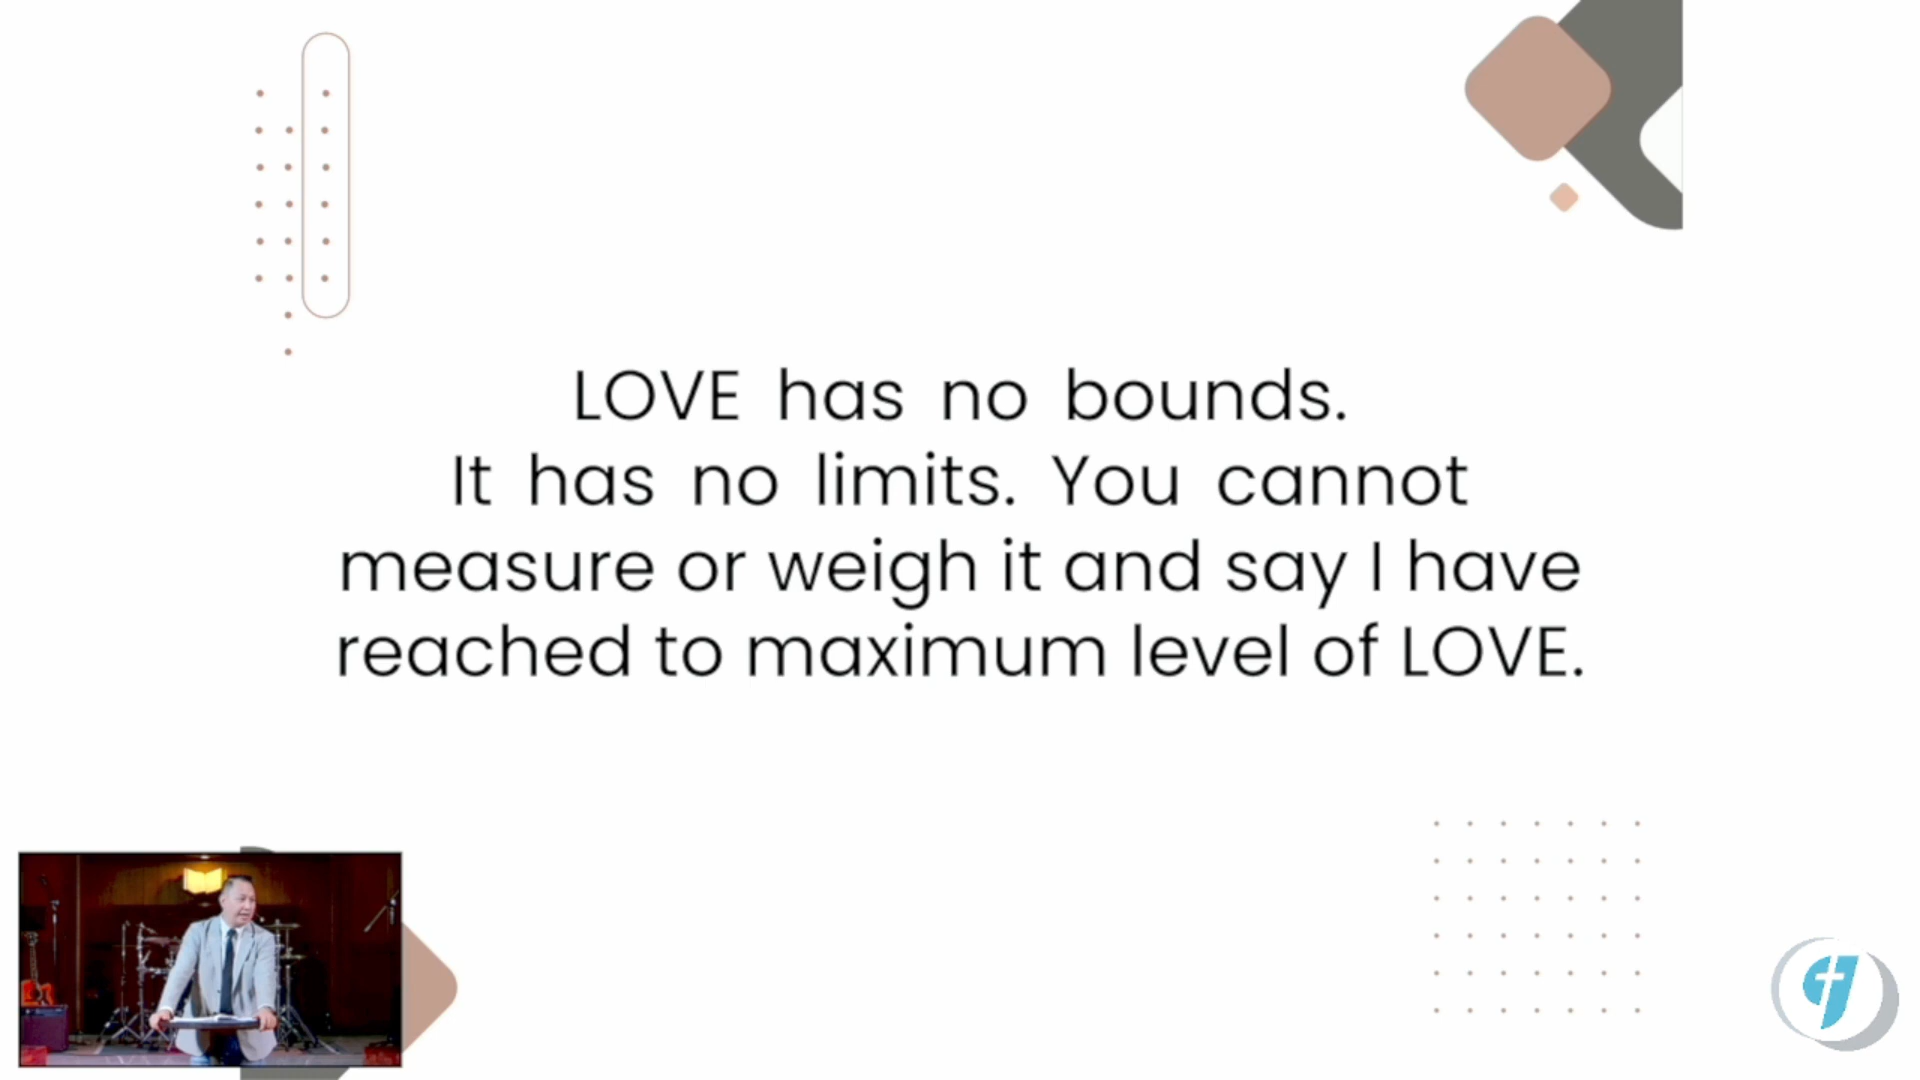 LOVE has no bounds.
It has no limits. You cannot
measure or weigh it and say I have
reached to maximum level of LOVE.